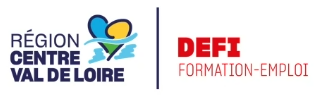 RÉGION
CENTRE
VAL DE LOIRE
DEFI
FORMATION-EMPLOI